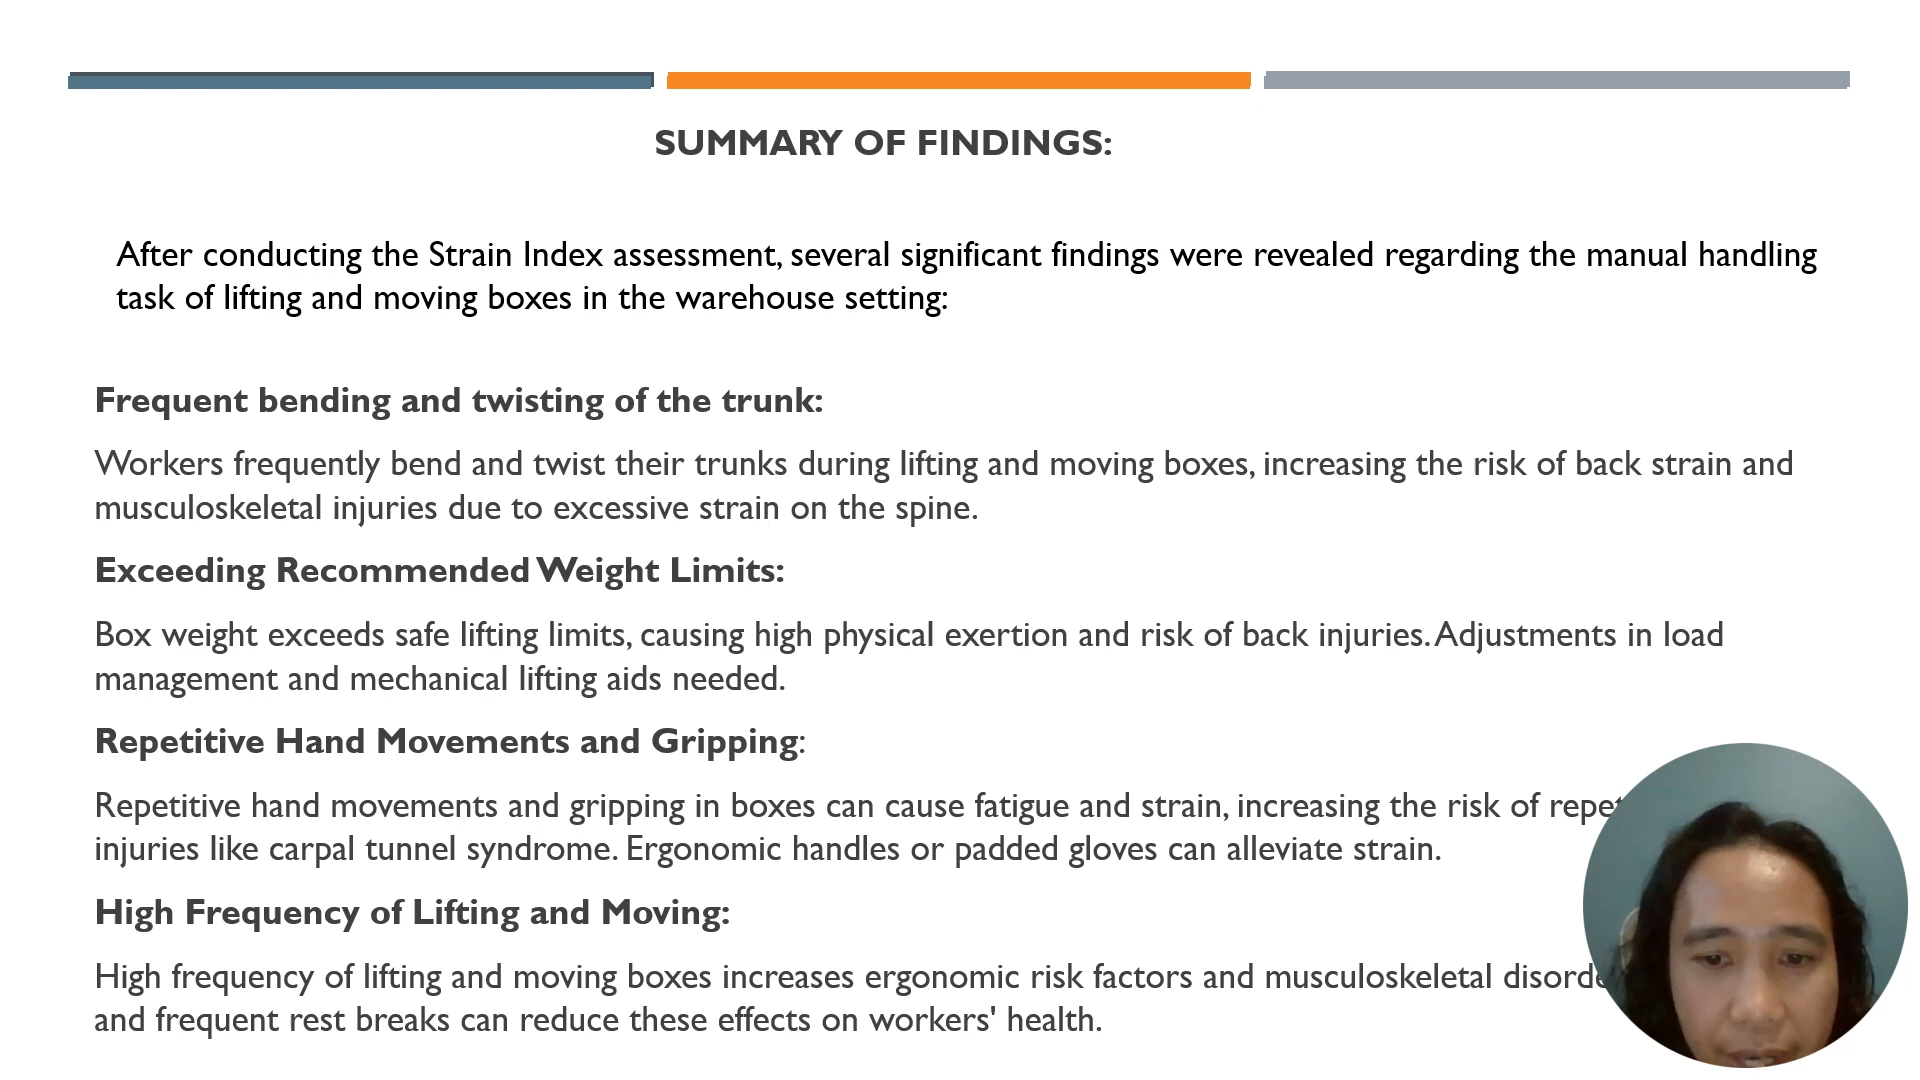 SUMMARY OF FINDINGS:
After conducting the Strain Index assessment, several significant findings were revealed regarding the manual handling
task of lifting and moving boxes in the warehouse setting:
Frequent bending and twisting of the trunk:
Workers frequently bend and twist their trunks during lifting and moving boxes, increasing the risk of back strain and
musculoskeletal injuries due to excessive strain on the spine.
Exceeding Recommended Weight Limits:
Box weight exceeds safe lifting limits, causing high physical exertion and risk of back injuries. Adjustments in load
management and mechanical lifting aids needed.
Repetitive Hand Movements and Gripping:
Repetitive hand movements and gripping in boxes can cause fatigue and strain, increasing the risk of
injuries like carpal tunnel syndrome. Ergonomic handles or padded gloves can alleviate strain.
High Frequency of Lifting and Moving:
High frequency of lifting and moving boxes increases ergonomic risk factors and musculoskeletal
and frequent rest breaks can reduce these effects on workers' health.